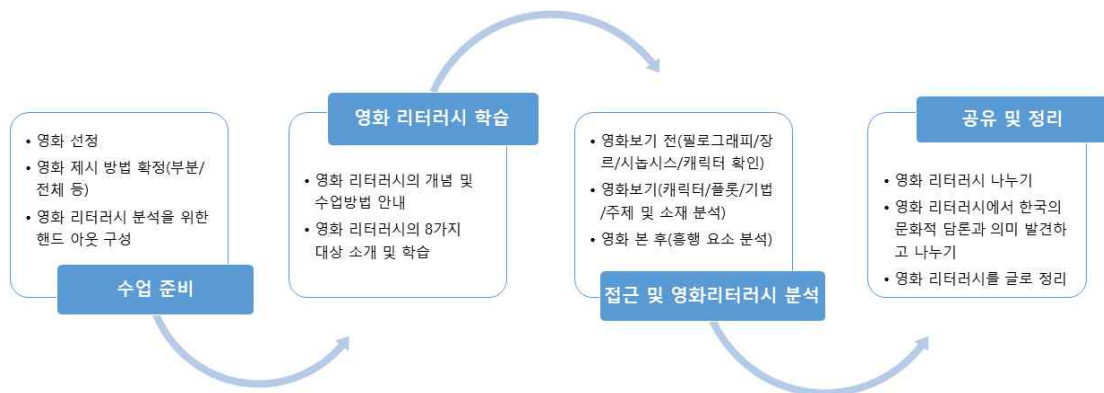 • 영화 선정
• 영화 제시 방법 확정(부분/
전체 등)
• 영화 리터러시 분석을 위한
핸드 아웃 구성
수업 준비
영화 리터러시 학습
• 영화 리터러시의 개념 및
수업방법 안내
• 영화 리터러시의 8가지
대상 소개 및 학습
• 영화보기 전(필로그래피/장
르/시놉시스/캐릭터 확인)
• 영화보기(캐릭터/플롯/기법
/주제 및 소재 분석)
• 영화 본 후(흥행 요소 분석)
접근 및 영화리터러시 분석
공유 및 정리
• 영화 리터러시 나누기
• 영화 리터러시에서 한국의
문화적 담론과 의미 발견하
고 나누기
• 영화 리터러시를 글로 정리